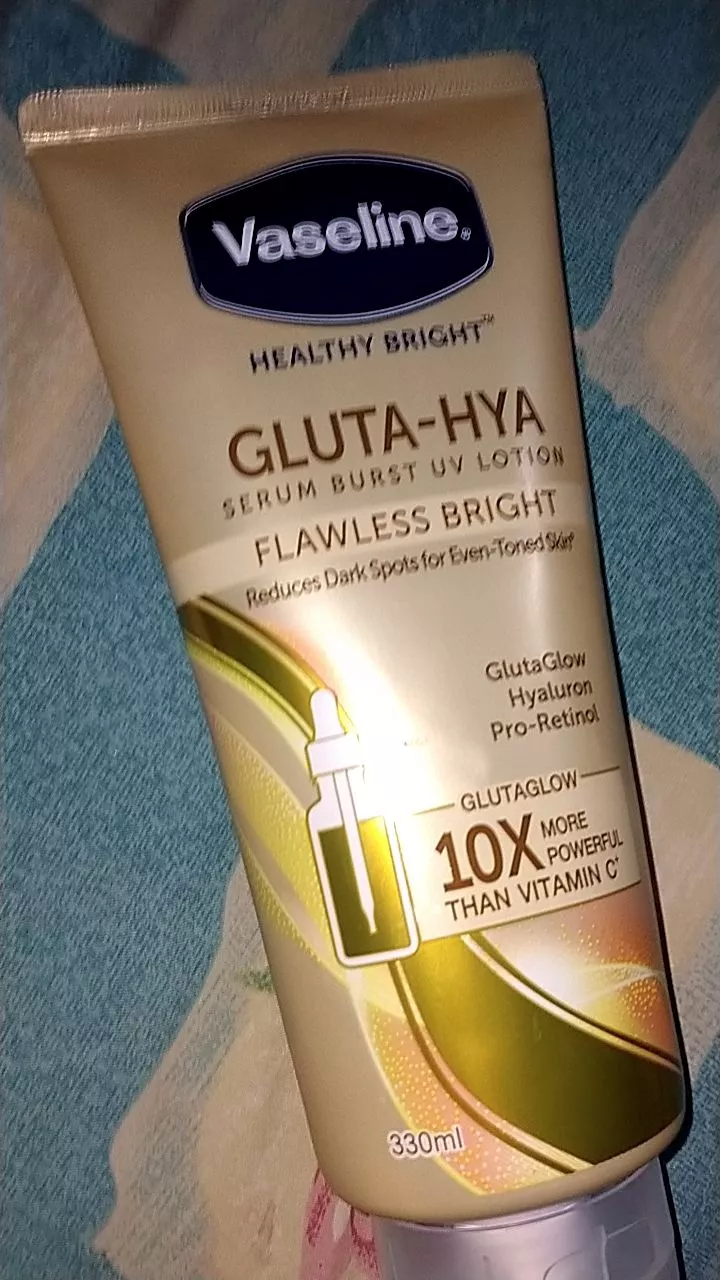 Vaseline®
HEALTHY BRIGHT™
GLUTA-HYA
SERUM BURST UV LOTION
FLAWLESS BRIGHT
Reduces Dark Spots for Even-Toned Skin*
GlutaGlow
Hyaluron
Pro-Retinol
GLUTAGLOW
10X MORE
POWERFUL
THAN VITAMIN C*
330ml